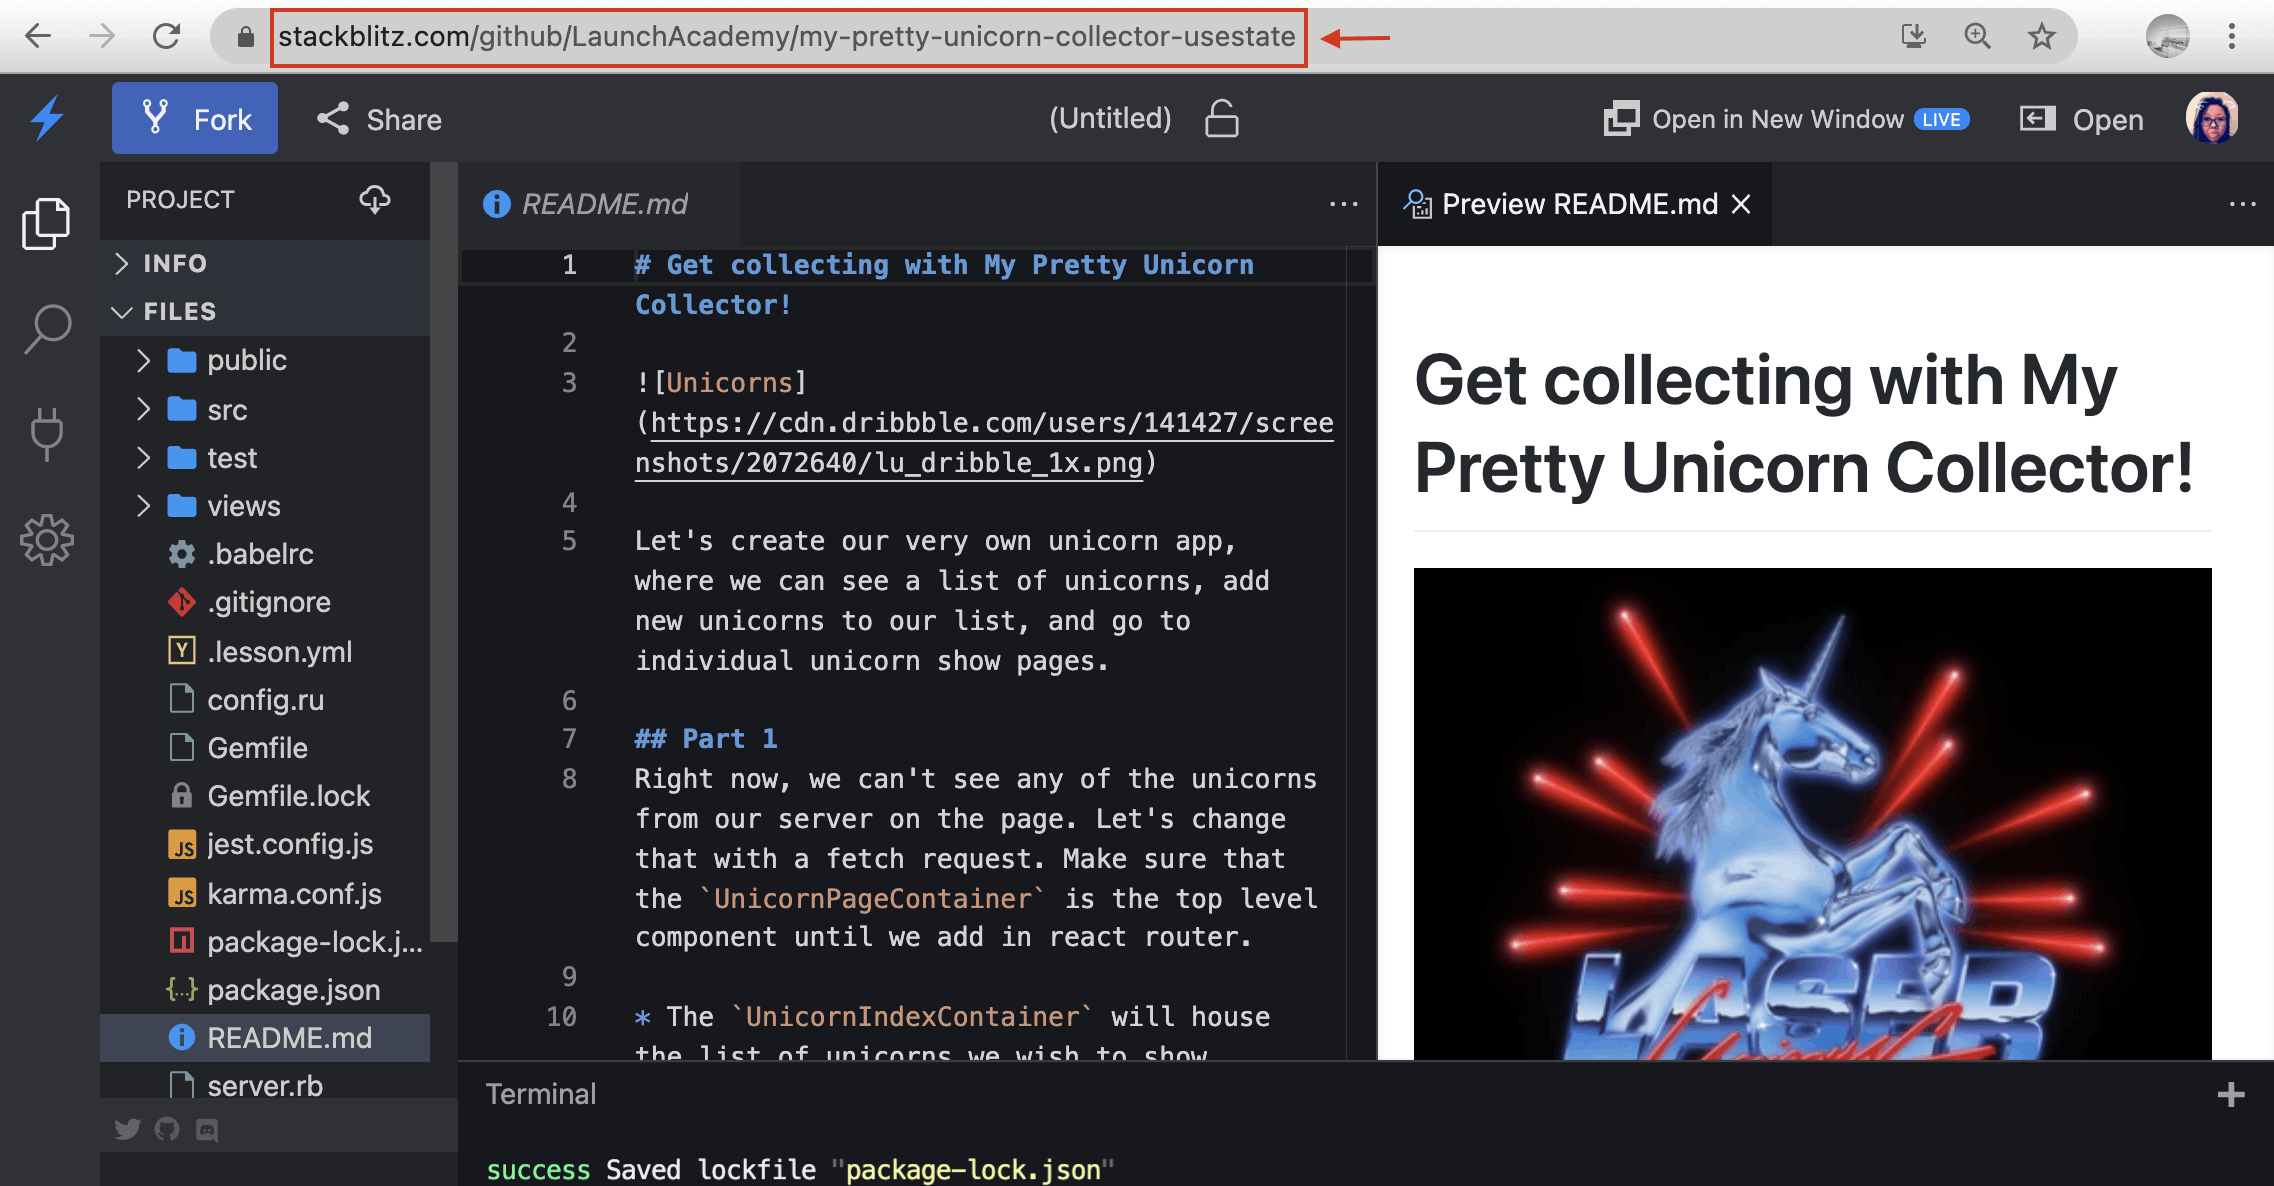 stackblitz.com/github/LaunchAcademy/my-pretty-unicorn-collector-usestate
Fork
Share
(Untitled)
Open in New Window LIVE
Open
PROJECT
INFO
FILES
public
src
test
views
.babelrc
.gitignore
Y .lesson.yml
config.ru
Gemfile
Gemfile.lock
JS jest.config.js
JS karma.conf.js
package-lock.j...
{..} package.json
README.md
server.rb
README.md
1 # Get collecting with My Pretty Unicorn
Collector!
2
3 ![Unicorns]
(https://cdn.dribbble.com/users/141427/scree
nshots/2072640/lu_dribble_1x.png)
4
5 Let's create our very own unicorn app,
where we can see a list of unicorns, add
new unicorns to our list, and go to
individual unicorn show pages.
6
7 ## Part 1
8 Right now, we can't see any of the unicorns
from our server on the page. Let's change
that with a fetch request. Make sure that
the `UnicornPageContainer` is the top level
component until we add in react router.
9
10 * The `UnicornIndexContainer` will house
the list of unicorns we wish to show
Preview README.md
Get collecting with My
Pretty Unicorn Collector!
LASER
Unicorns
Terminal
success Saved lockfile "package-lock.json"